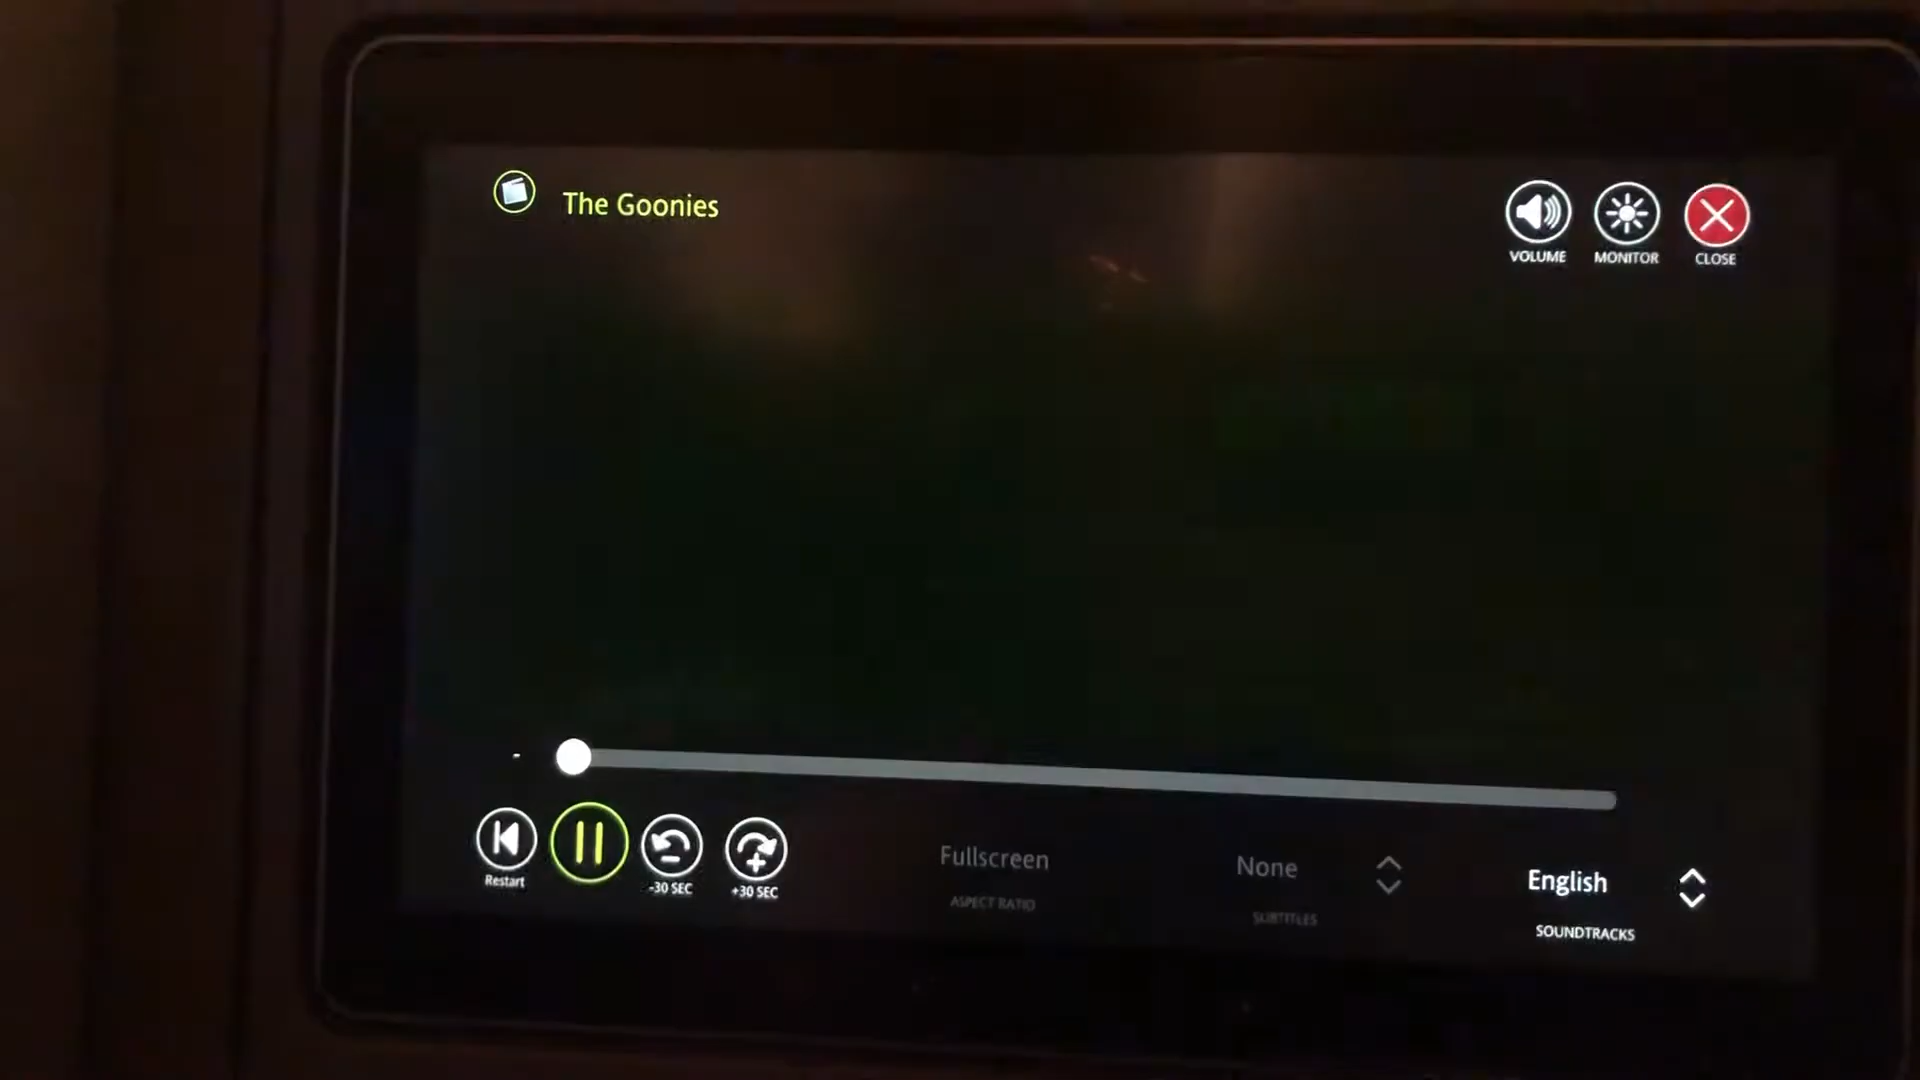 The Goonies
VOLUME
MONITOR
CLOSE
-
Restart
-30 SEC
+30 SEC
Fullscreen
ASPECT RATIO
None
SUBTITLES
English
SOUNDTRACKS